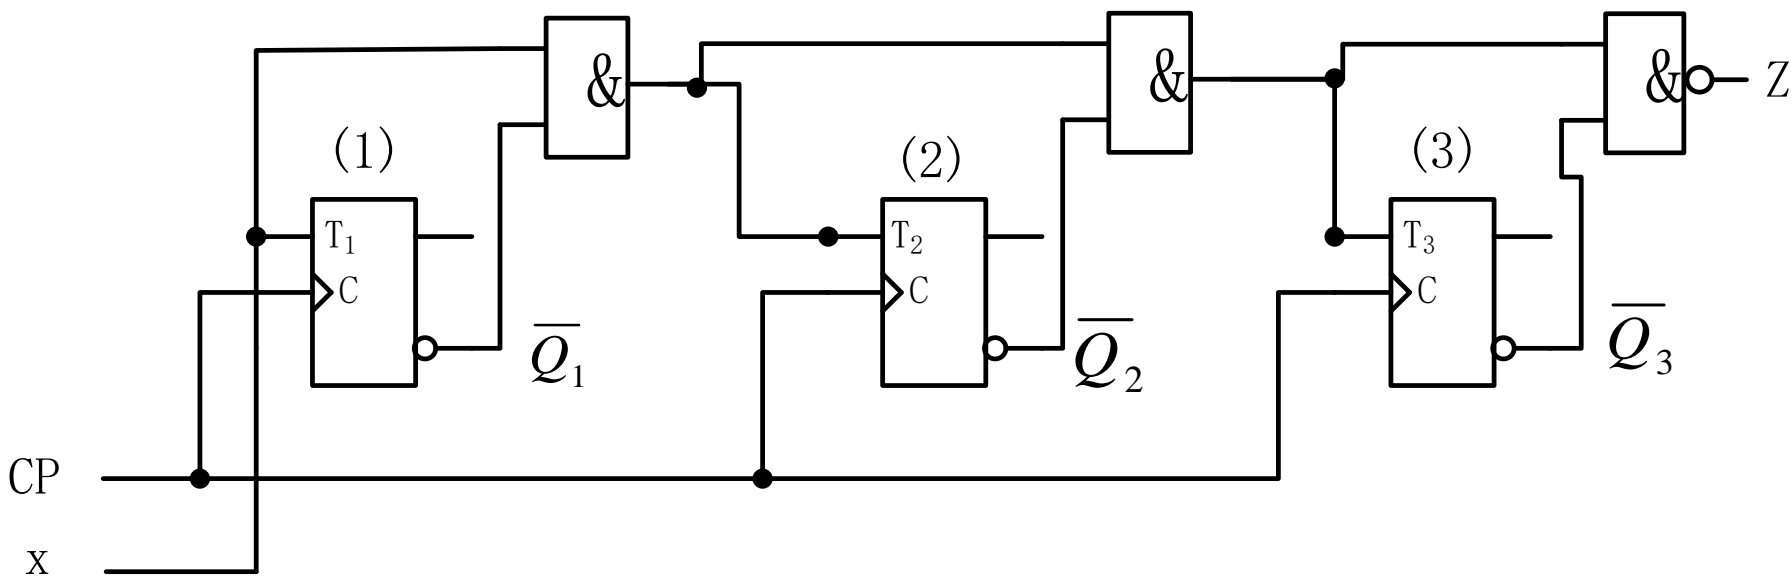 & & & Z
(1) (2) (3)
T₁ T₂ T₃
C C C
Q̅₁ Q̅₂ Q̅₃
CP
x